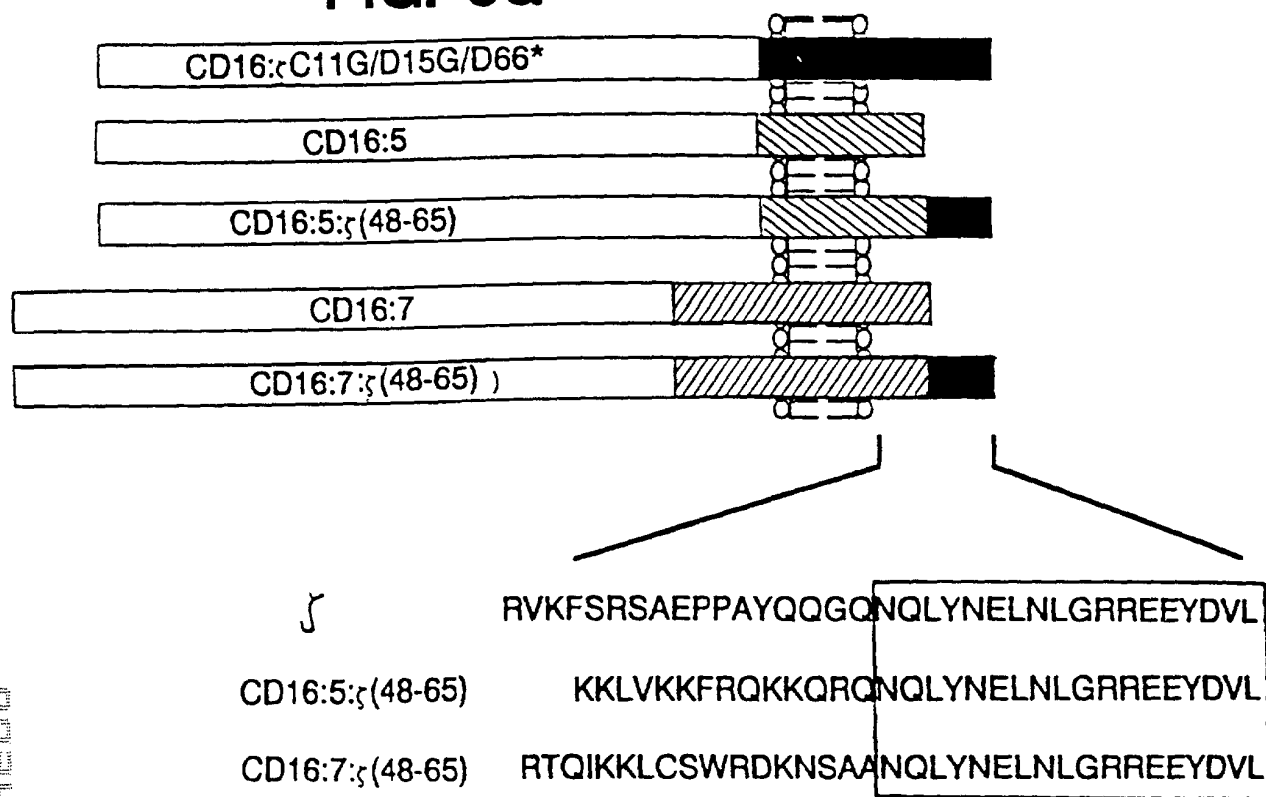 CD16:ζC11G/D15G/D66*
CD16:5
CD16:5:ζ(48-65)
CD16:7
CD16:7:ζ(48-65) )
ζ RVKFSRSAEPPAYQQGQNQLYNELNLGRREEYDVL
CD16:5:ζ(48-65) KKLVKKFRQKKQRQNQLYNELNLGRREEYDVL
CD16:7:ζ(48-65) RTQIKKLCSWRDKNSAANQLYNELNLGRREEYDVL